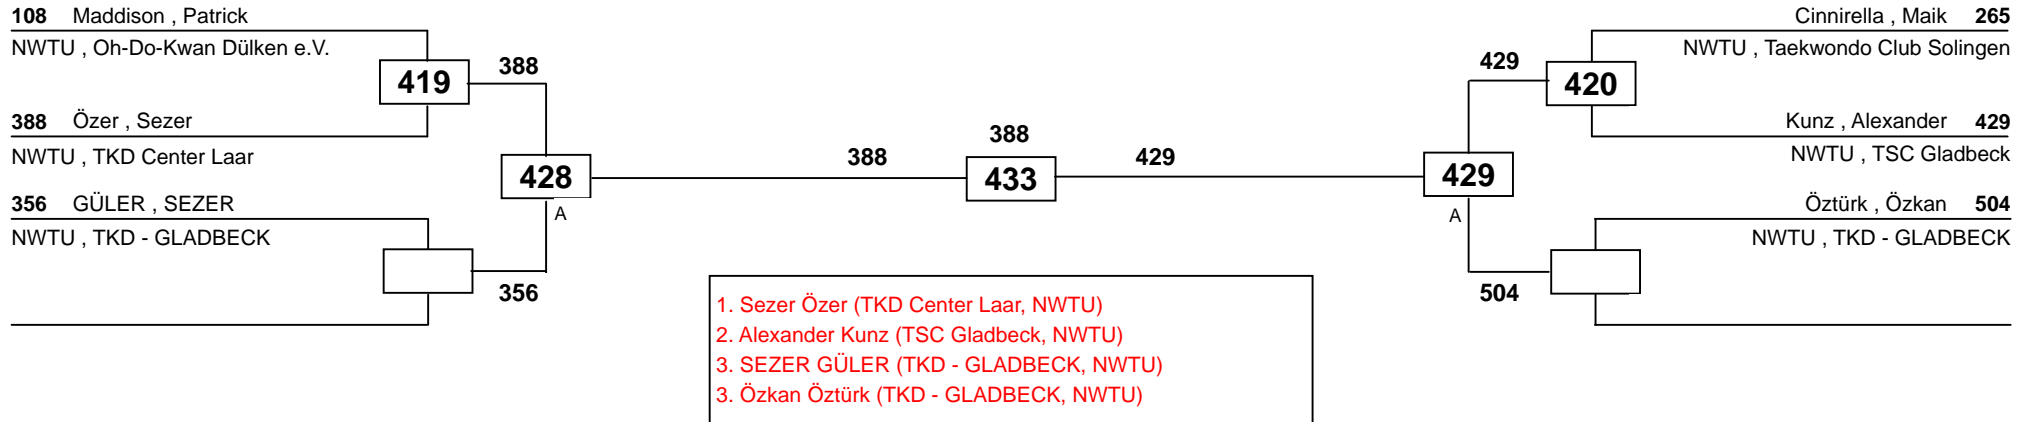 108 Maddison , Patrick
NWTU , Oh-Do-Kwan Dülken e.V.
419
388
388 Özer , Sezer
NWTU , TKD Center Laar
428
A
356 GÜLER , SEZER
NWTU , TKD - GLADBECK
356
388
388
433
429
Cinnirella , Maik 265
NWTU , Taekwondo Club Solingen
429
420
Kunz , Alexander 429
NWTU , TSC Gladbeck
429
A
Öztürk , Özkan 504
NWTU , TKD - GLADBECK
504
1. Sezer Özer (TKD Center Laar, NWTU)
2. Alexander Kunz (TSC Gladbeck, NWTU)
3. SEZER GÜLER (TKD - GLADBECK, NWTU)
3. Özkan Öztürk (TKD - GLADBECK, NWTU)